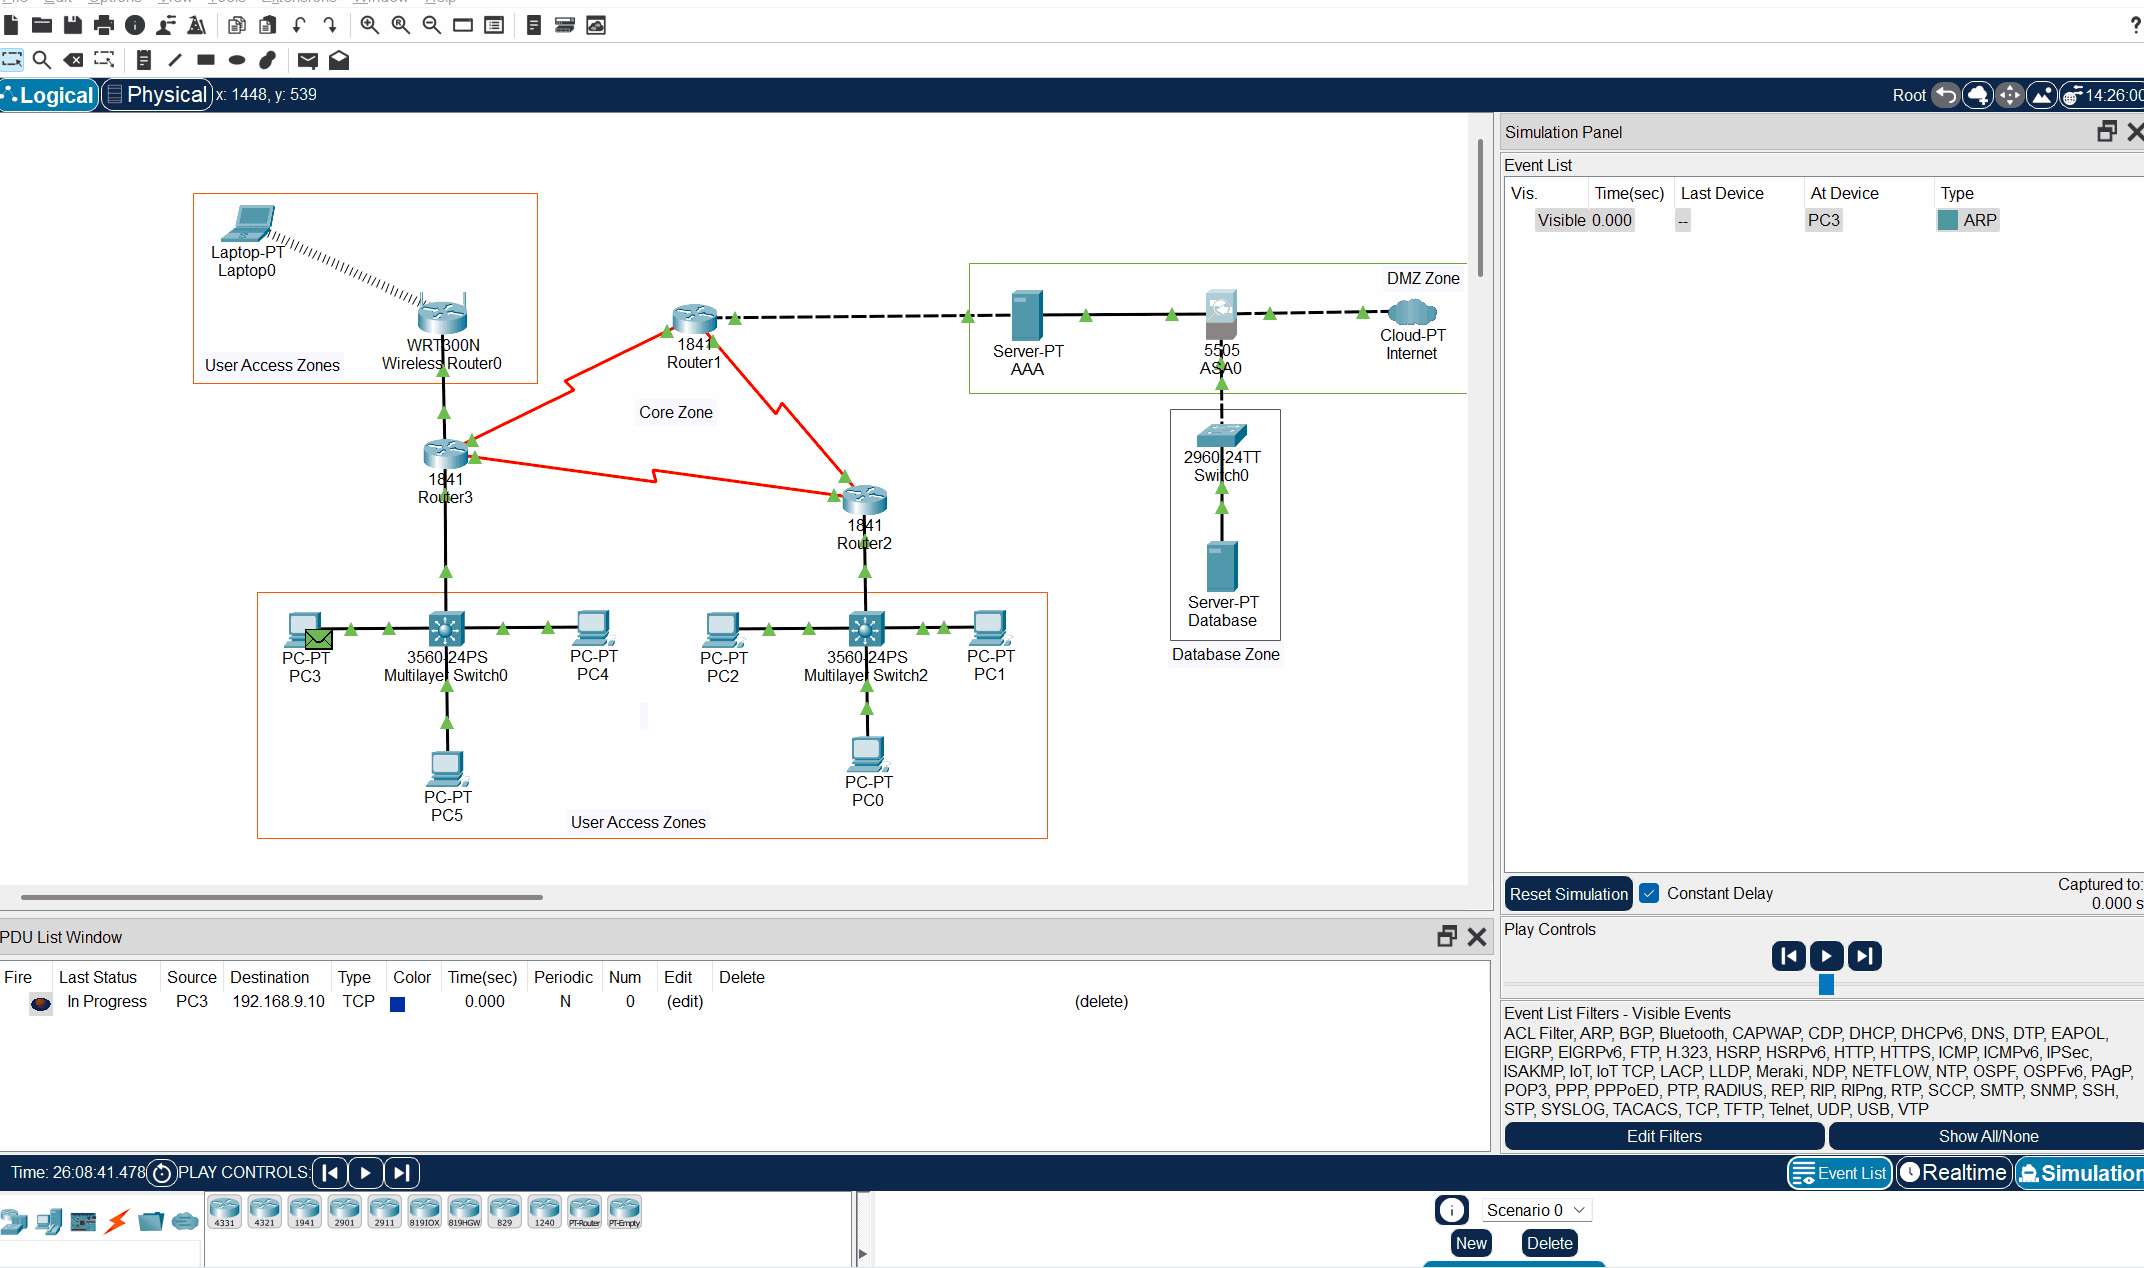 File Edit Options View Tools Extensions Window Help
?
Logical Physical x: 1448, y: 539
Root 14:26:00
Laptop-PT
Laptop0
WRT300N
Wireless Router0
User Access Zones
1841
Router1
Core Zone
1841
Router3
1841
Router2
DMZ Zone
Server-PT
AAA
5505
ASA0
Cloud-PT
Internet
2960-24TT
Switch0
Server-PT
Database
Database Zone
PC-PT
PC3
3560-24PS
Multilayer Switch0
PC-PT
PC4
PC-PT
PC2
3560-24PS
Multilayer Switch2
PC-PT
PC1
PC-PT
PC5
PC-PT
PC0
User Access Zones
Simulation Panel
Event List
Vis. Time(sec) Last Device At Device Type
Visible 0.000 -- PC3 ARP
Reset Simulation Constant Delay
Captured to:
0.000 s
Play Controls
Event List Filters - Visible Events
ACL Filter, ARP, BGP, Bluetooth, CAPWAP, CDP, DHCP, DHCPv6, DNS, DTP, EAPOL,
EIGRP, EIGRPv6, FTP, H.323, HSRP, HSRPv6, HTTP, HTTPS, ICMP, ICMPv6, IPSec,
ISAKMP, IoT, IoT TCP, LACP, LLDP, Meraki, NDP, NETFLOW, NTP, OSPF, OSPFv6, PAgP,
POP3, PPP, PPPoED, PTP, RADIUS, REP, RIP, RIPng, RTP, SCCP, SMTP, SNMP, SSH,
STP, SYSLOG, TACACS, TCP, TFTP, Telnet, UDP, USB, VTP
Edit Filters Show All/None
PDU List Window
Fire Last Status Source Destination Type Color Time(sec) Periodic Num Edit Delete
In Progress PC3 192.168.9.10 TCP 0.000 N 0 (edit) (delete)
Time: 26:08:41.478 PLAY CONTROLS:
Event List Realtime Simulation
4331 4321 1941 2901 2911 819IOX 819HGW 829 1240 PT-Router PT-Empty
Scenario 0
New Delete